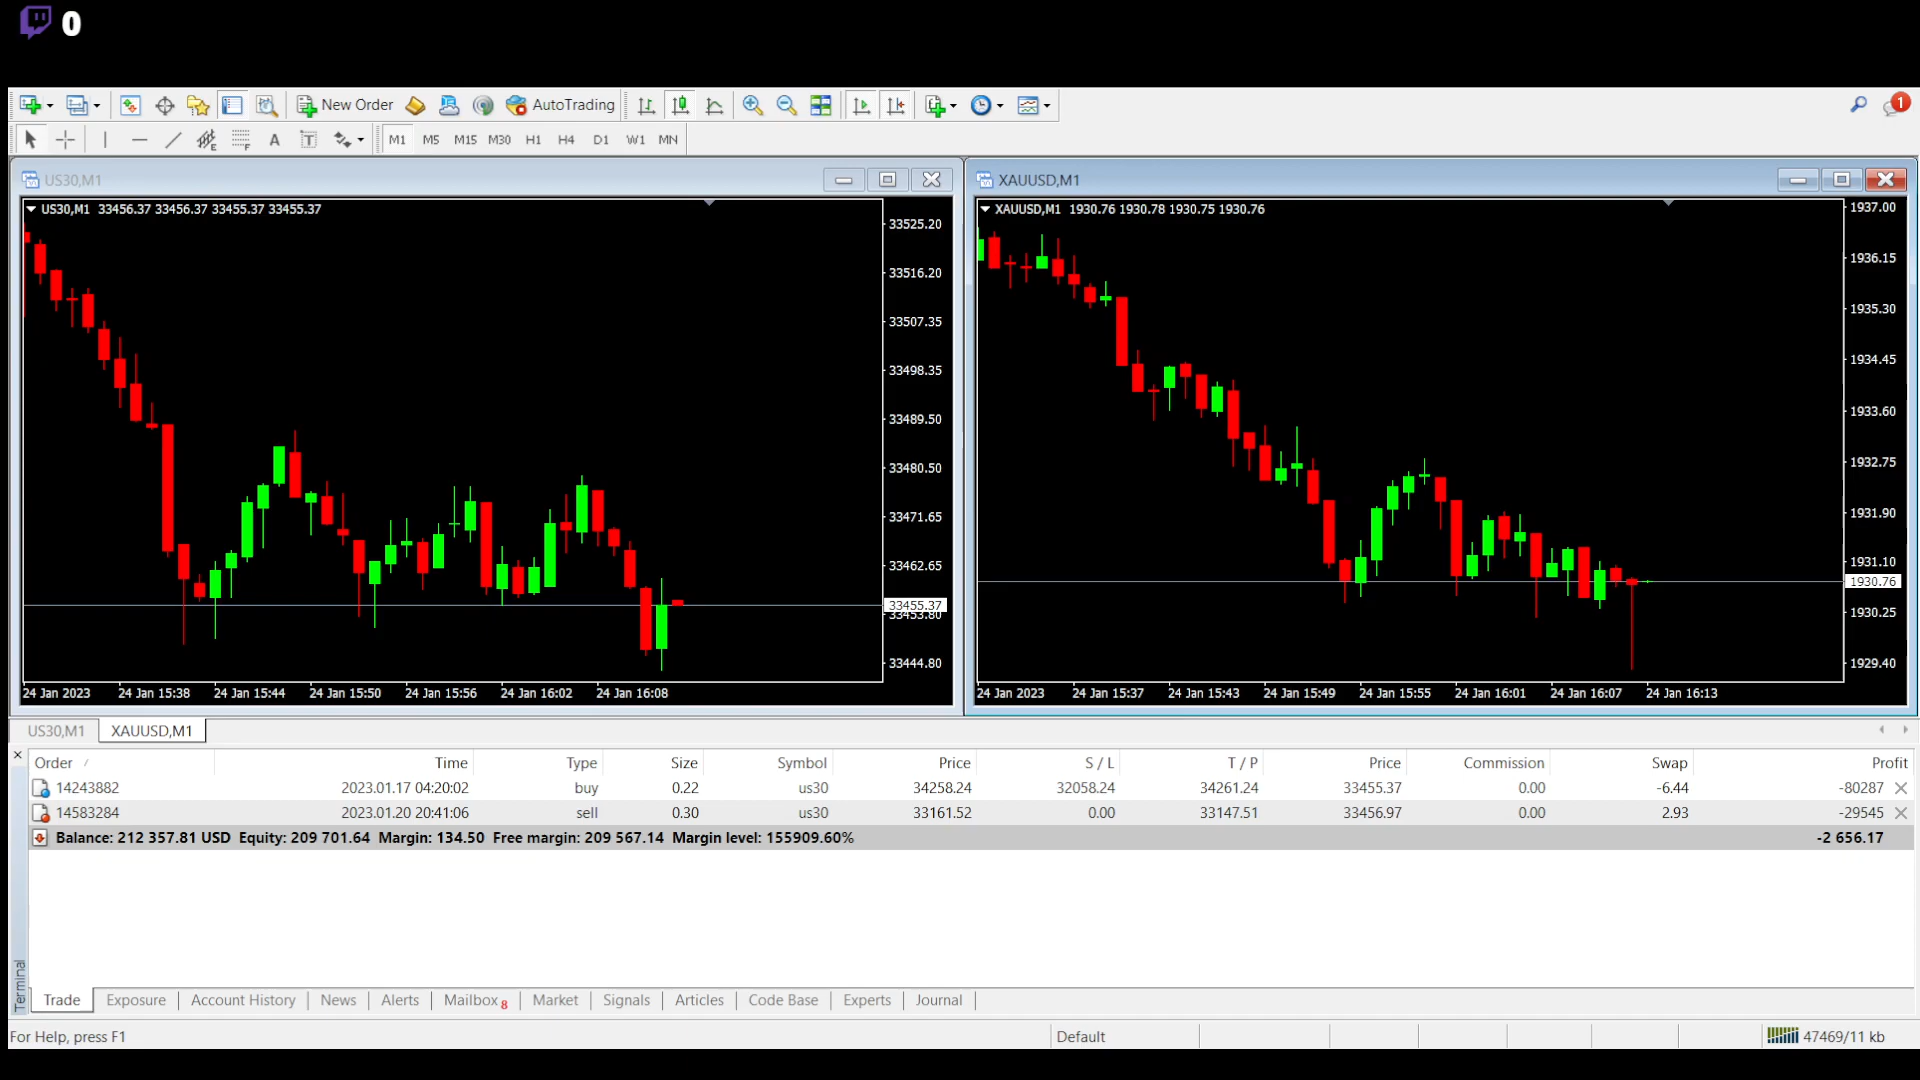 0
New Order AutoTrading
A T M1 M5 M15 M30 H1 H4 D1 W1 MN
1
US30,M1
US30,M1 33456.37 33456.37 33455.37 33455.37
33525.20
33516.20
33507.35
33498.35
33489.50
33480.50
33471.65
33462.65
33455.37
33453.80
33444.80
24 Jan 2023 24 Jan 15:38 24 Jan 15:44 24 Jan 15:50 24 Jan 15:56 24 Jan 16:02 24 Jan 16:08
XAUUSD,M1
XAUUSD,M1 1930.76 1930.78 1930.75 1930.76
1937.00
1936.15
1935.30
1934.45
1933.60
1932.75
1931.90
1931.10
1930.76
1930.25
1929.40
24 Jan 2023 24 Jan 15:37 24 Jan 15:43 24 Jan 15:49 24 Jan 15:55 24 Jan 16:01 24 Jan 16:07 24 Jan 16:13
US30,M1 XAUUSD,M1
Order / Time Type Size Symbol Price S / L T / P Price Commission Swap Profit
14243882 2023.01.17 04:20:02 buy 0.22 us30 34258.24 32058.24 34261.24 33455.37 0.00 -6.44 -80287
14583284 2023.01.20 20:41:06 sell 0.30 us30 33161.52 0.00 33147.51 33456.97 0.00 2.93 -29545
Balance: 212 357.81 USD Equity: 209 701.64 Margin: 134.50 Free margin: 209 567.14 Margin level: 155909.60% -2 656.17
Terminal
Trade Exposure Account History News Alerts Mailbox 8 Market Signals Articles Code Base Experts Journal
For Help, press F1 Default 47469/11 kb